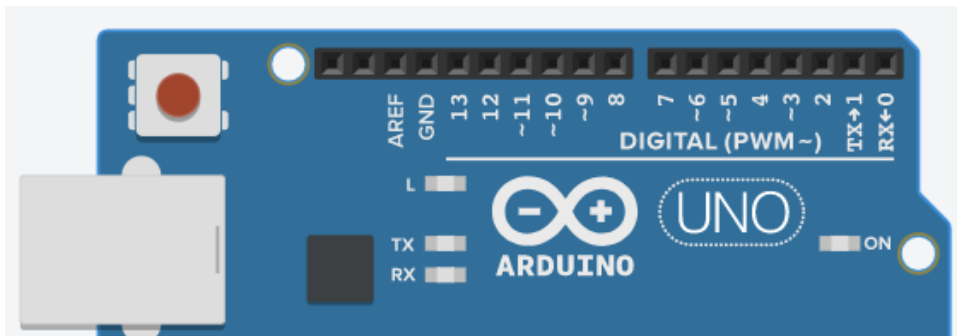 AREF GND 13 12 ~11 ~10 ~9 8 7 ~6 ~5 4 ~3 2 TX→1 RX←0
DIGITAL (PWM~)
L
UNO
TX ON
RX
ARDUINO